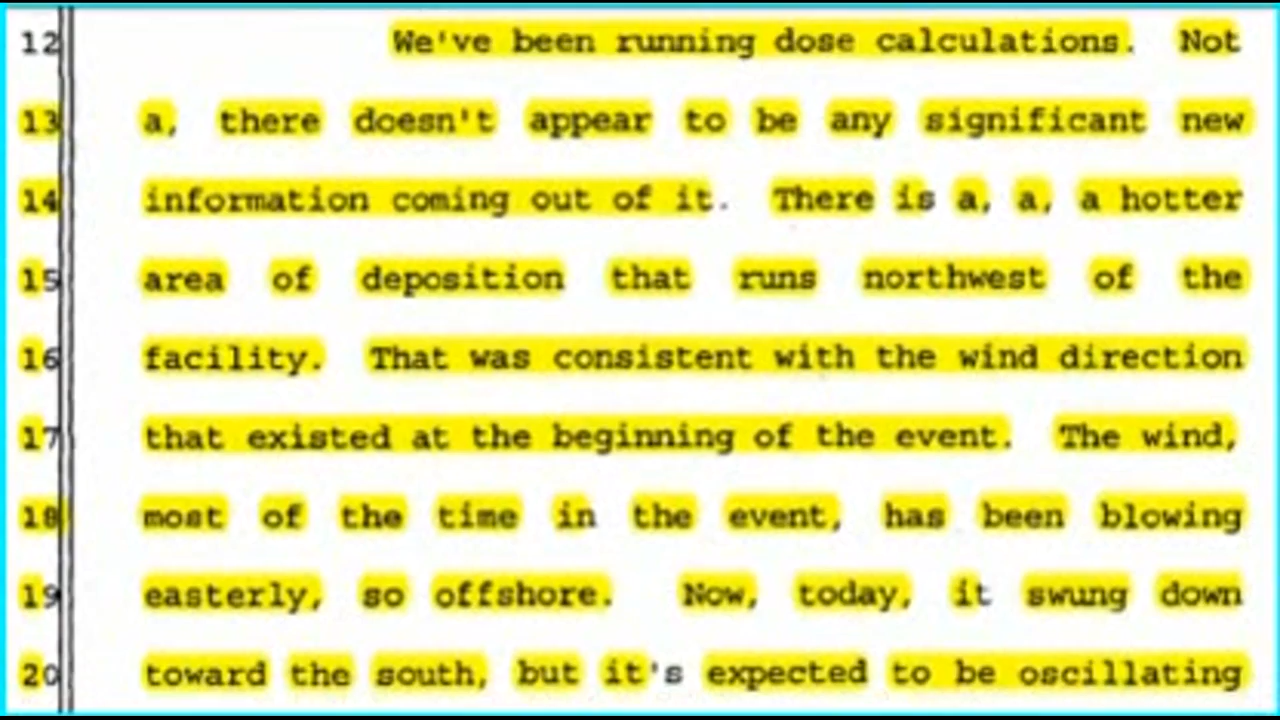 12 We've been running dose calculations. Not
13 a, there doesn't appear to be any significant new
14 information coming out of it. There is a, a, a hotter
15 area of deposition that runs northwest of the
16 facility. That was consistent with the wind direction
17 that existed at the beginning of the event. The wind,
18 most of the time in the event, has been blowing
19 easterly, so offshore. Now, today, it swung down
20 toward the south, but it's expected to be oscillating